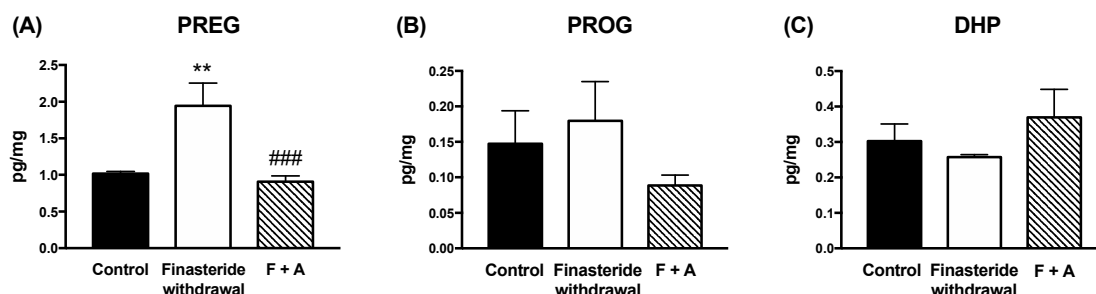 (A)
PREG
pg/mg
2.5
2.0
1.5
1.0
0.5
0.0
**
###
Control
Finasteride
withdrawal
F + A
(B)
PROG
pg/mg
0.25
0.20
0.15
0.10
0.05
0.00
Control
Finasteride
withdrawal
F + A
(C)
DHP
pg/mg
0.5
0.4
0.3
0.2
0.1
0.0
Control
Finasteride
withdrawal
F + A